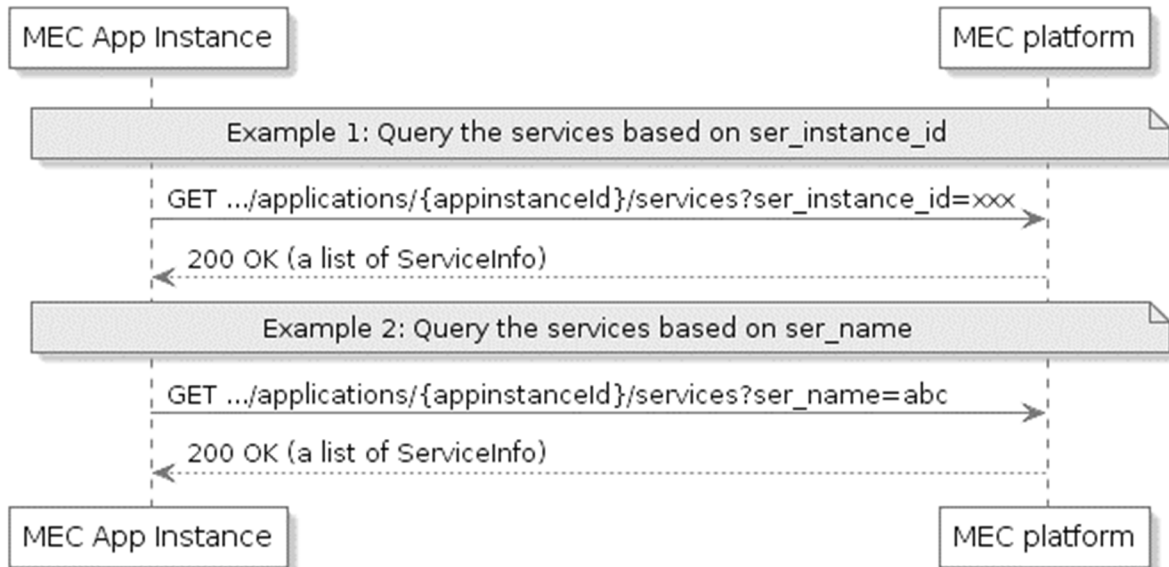 MEC App Instance
MEC platform
Example 1: Query the services based on ser_instance_id
GET .../applications/{appinstanceId}/services?ser_instance_id=xxx
200 OK (a list of ServiceInfo)
Example 2: Query the services based on ser_name
GET .../applications/{appinstanceId}/services?ser_name=abc
200 OK (a list of ServiceInfo)
MEC App Instance
MEC platform